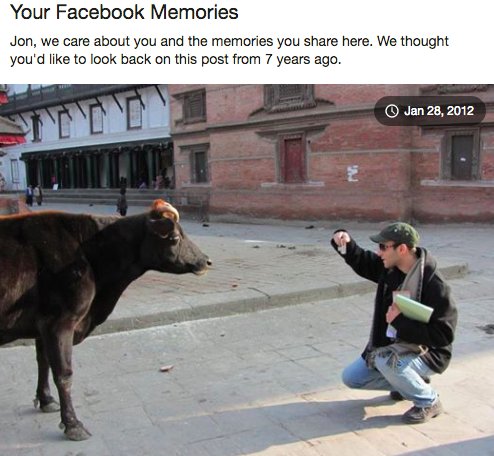 Your Facebook Memories
Jon, we care about you and the memories you share here. We thought
you'd like to look back on this post from 7 years ago.
Jan 28, 2012